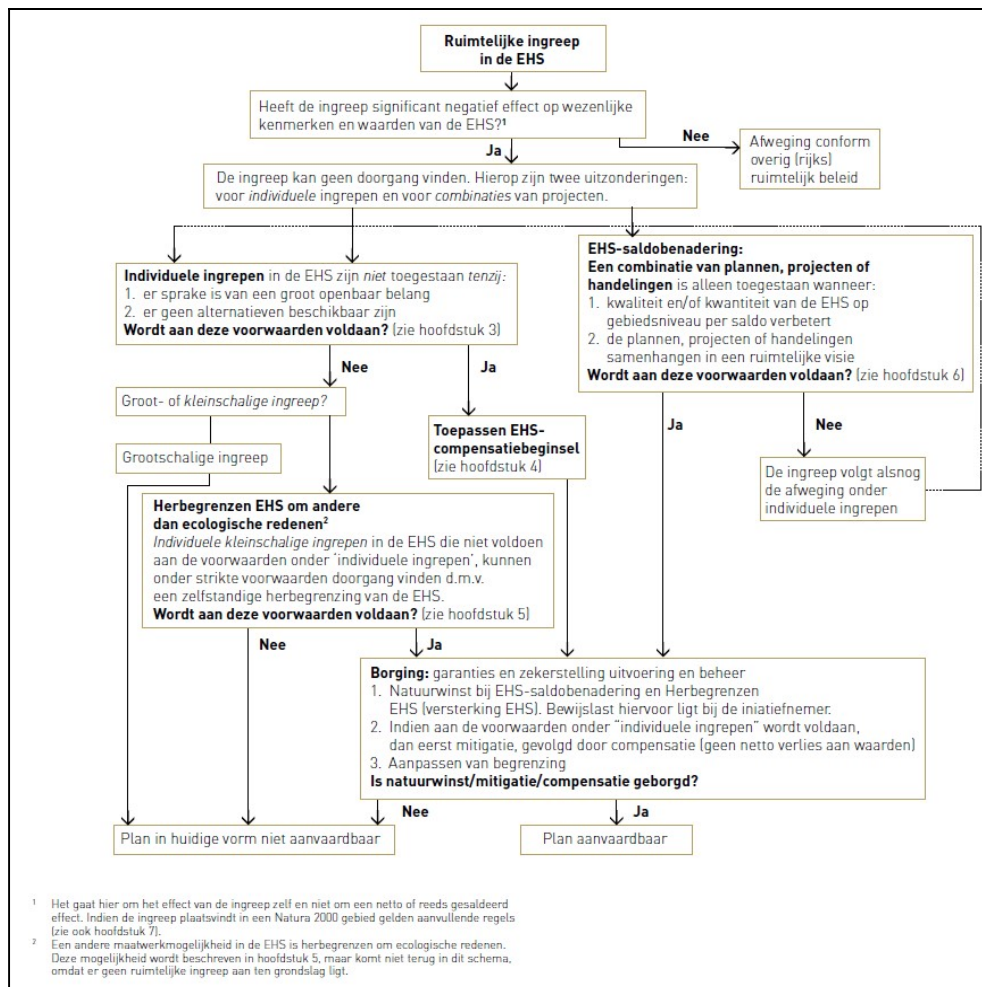 Ruimtelijke ingreep
in de EHS
Heeft de ingreep significant negatief effect op wezenlijke
kenmerken en waarden van de EHS?¹
Nee
Ja
Afweging conform
overig (rijks)
ruimtelijk beleid
De ingreep kan geen doorgang vinden. Hierop zijn twee uitzonderingen:
voor individuele ingrepen en voor combinaties van projecten.
Individuele ingrepen in de EHS zijn niet toegestaan tenzij:
1. er sprake is van een groot openbaar belang
2. er geen alternatieven beschikbaar zijn
Wordt aan deze voorwaarden voldaan? (zie hoofdstuk 3)
EHS-saldobenadering:
Een combinatie van plannen, projecten of
handelingen is alleen toegestaan wanneer:
1. kwaliteit en/of kwantiteit van de EHS op
gebiedsniveau per saldo verbetert
2. de plannen, projecten of handelingen
samenhangen in een ruimtelijke visie
Wordt aan deze voorwaarden voldaan? (zie hoofdstuk 6)
Nee
Ja
Groot- of kleinschalige ingreep?
Grootschalige ingreep
Toepassen EHS-
compensatiebeginsel
(zie hoofdstuk 4)
Ja
Nee
De ingreep volgt alsnog
de afweging onder
individuele ingrepen
Herbegrenzen EHS om andere
dan ecologische redenen²
Individuele kleinschalige ingrepen in de EHS die niet voldoen
aan de voorwaarden onder ‘individuele ingrepen’, kunnen
onder strikte voorwaarden doorgang vinden d.m.v.
een zelfstandige herbegrenzing van de EHS.
Wordt aan deze voorwaarden voldaan? (zie hoofdstuk 5)
Nee
Ja
Borging: garanties en zekerstelling uitvoering en beheer
1. Natuurwinst bij EHS-saldobenadering en Herbegrenzen
EHS (versterking EHS). Bewijslast hiervoor ligt bij de iniatiefnemer.
2. Indien aan de voorwaarden onder “individuele ingrepen” wordt voldaan,
dan eerst mitigatie, gevolgd door compensatie (geen netto verlies aan waarden)
3. Aanpassen van begrenzing
Is natuurwinst/mitigatie/compensatie geborgd?
Nee
Ja
Plan in huidige vorm niet aanvaardbaar
Plan aanvaardbaar
¹ Het gaat hier om het effect van de ingreep zelf en niet om een netto of reeds gesaldeerd
effect. Indien de ingreep plaatsvindt in een Natura 2000 gebied gelden aanvullende regels
(zie ook hoofdstuk 7).
² Een andere maatwerkmogelijkheid in de EHS is herbegrenzen om ecologische redenen.
Deze mogelijkheid wordt beschreven in hoofdstuk 5, maar komt niet terug in dit schema,
omdat er geen ruimtelijke ingreep aan ten grondslag ligt.